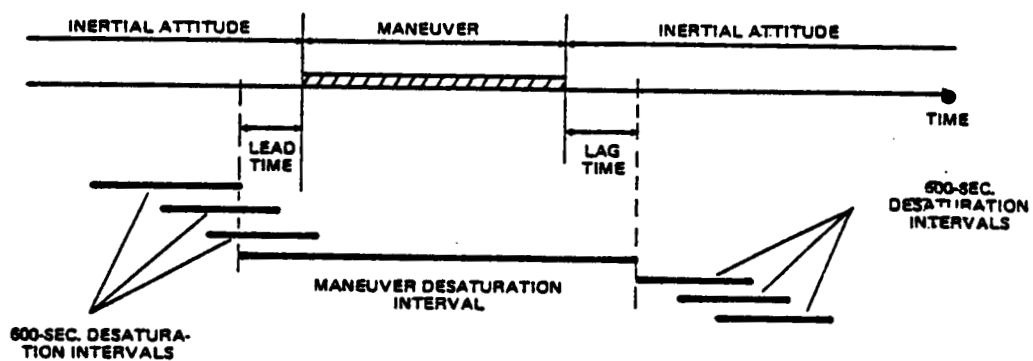 INERTIAL ATTITUDE
MANEUVER
INERTIAL ATTITUDE
TIME
LEAD
TIME
LAG
TIME
600-SEC.
DESATURATION
INTERVALS
MANEUVER DESATURATION
INTERVAL
600-SEC. DESATURA-
TION INTERVALS